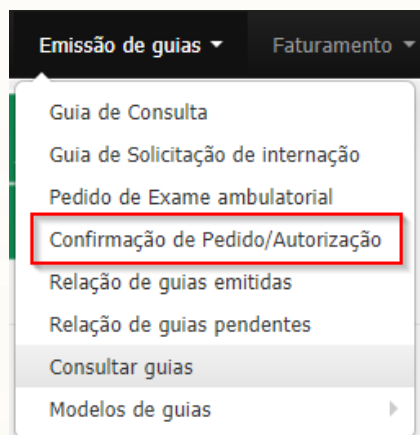 Emissão de guias Faturamento
Guia de Consulta
Guia de Solicitação de internação
Pedido de Exame ambulatorial
Confirmação de Pedido/Autorização
Relação de guias emitidas
Relação de guias pendentes
Consultar guias
Modelos de guias